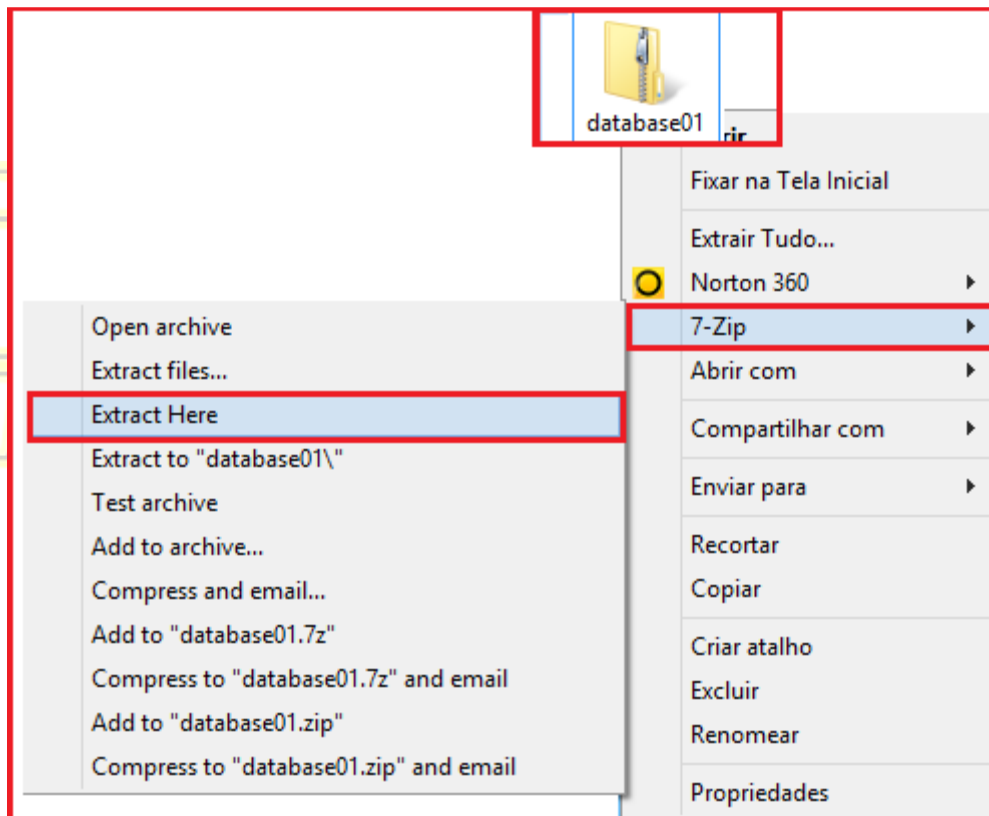 database01
Fixar na Tela Inicial
Extrair Tudo...
Norton 360
7-Zip
Abrir com
Compartilhar com
Enviar para
Recortar
Copiar
Criar atalho
Excluir
Renomear
Propriedades
Open archive
Extract files...
Extract Here
Extract to "database01\"
Test archive
Add to archive...
Compress and email...
Add to "database01.7z"
Compress to "database01.7z" and email
Add to "database01.zip"
Compress to "database01.zip" and email